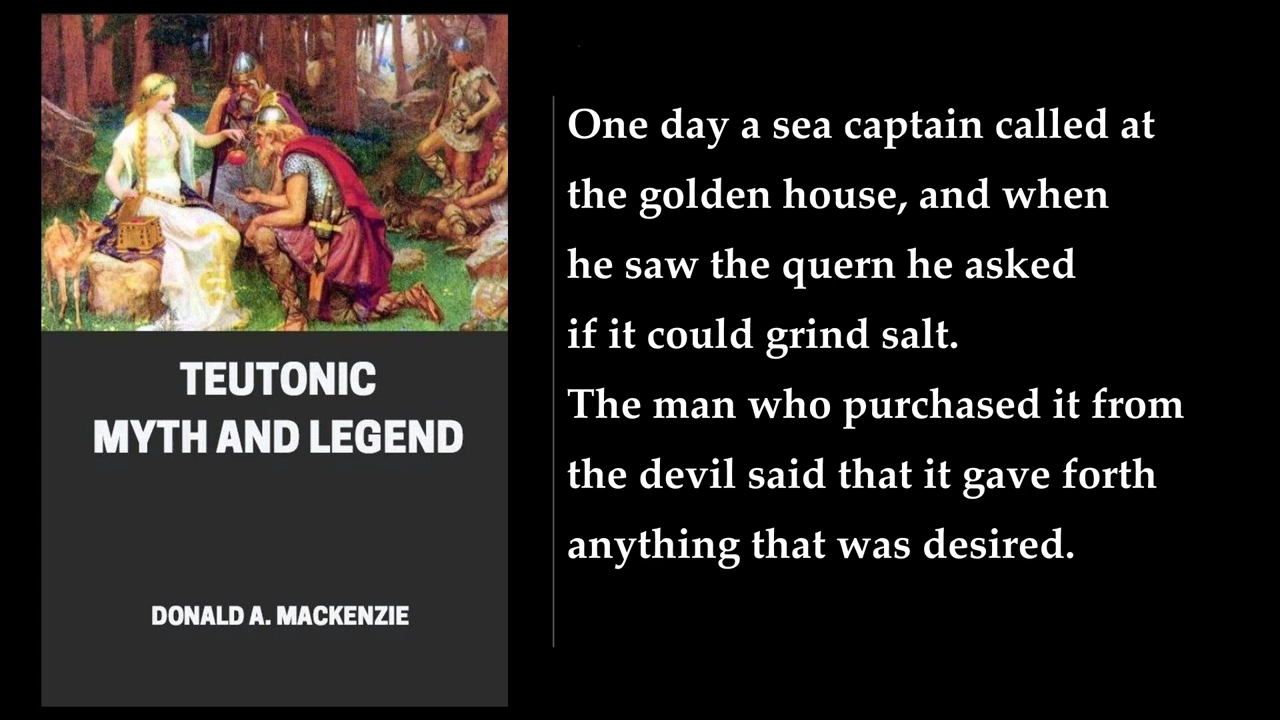 TEUTONIC
MYTH AND LEGEND
DONALD A. MACKENZIE
One day a sea captain called at
the golden house, and when
he saw the quern he asked
if it could grind salt.
The man who purchased it from
the devil said that it gave forth
anything that was desired.